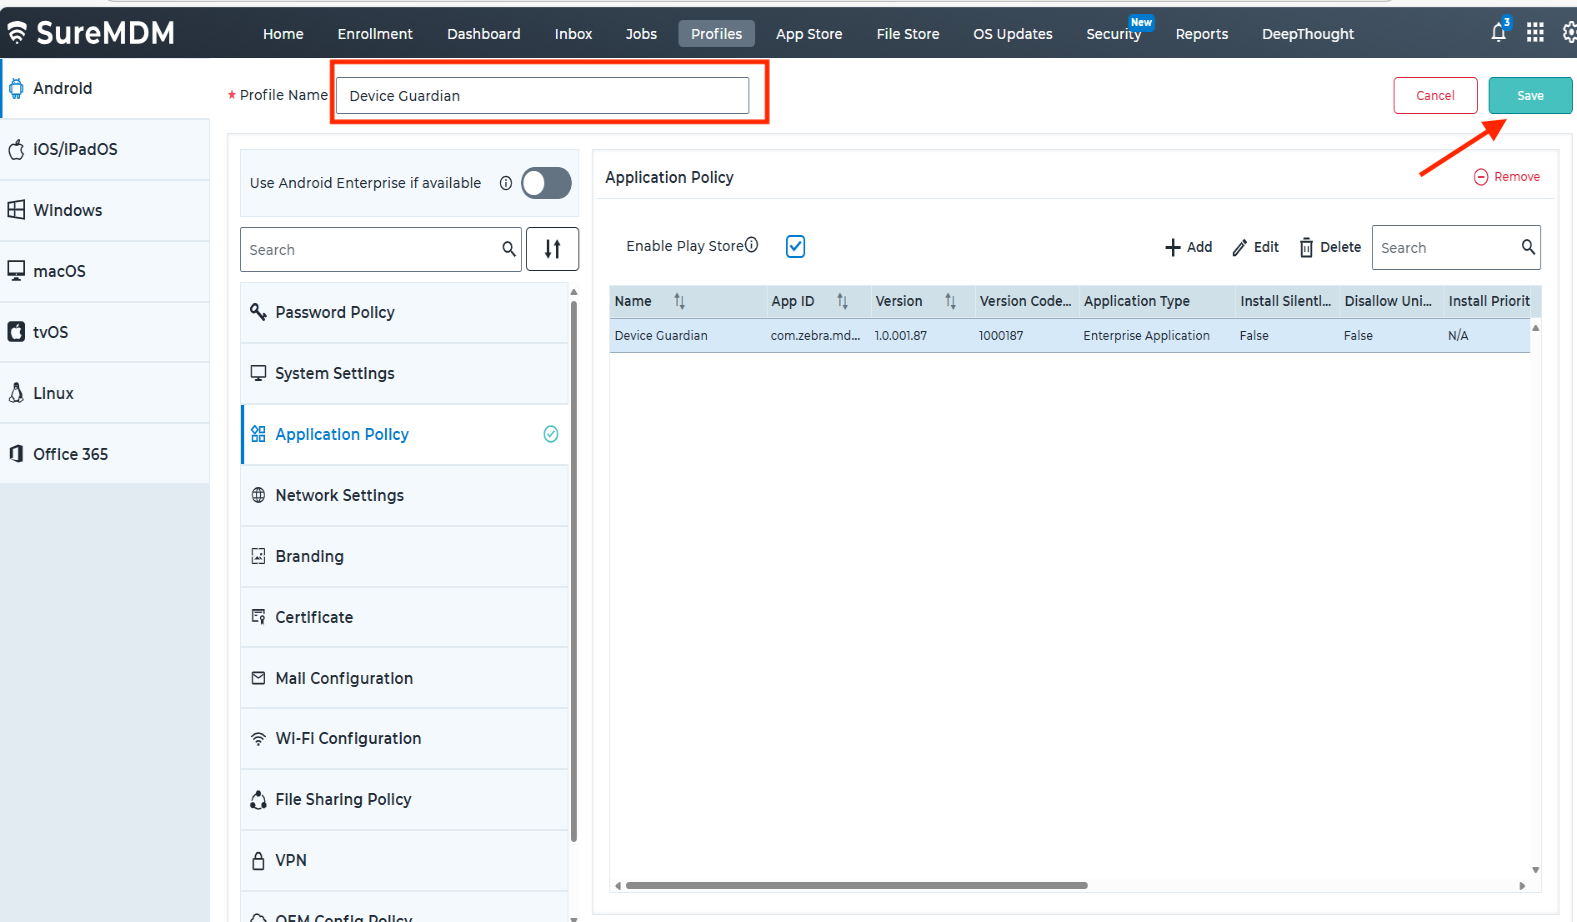 SureMDM
Home Enrollment Dashboard Inbox Jobs Profiles App Store File Store OS Updates Security New Reports DeepThought 3
Android
iOS/iPadOS
Windows
macOS
tvOS
Linux
Office 365
* Profile Name Device Guardian
Cancel Save
Use Android Enterprise if available
Search
Password Policy
System Settings
Application Policy
Network Settings
Branding
Certificate
Mail Configuration
Wi-Fi Configuration
File Sharing Policy
VPN
OEM Config Policy
Application Policy
Remove
Enable Play Store
Add Edit Delete Search
Name App ID Version Version Code... Application Type Install Silentl... Disallow Uni... Install Priorit
Device Guardian com.zebra.md... 1.0.001.87 1000187 Enterprise Application False False N/A